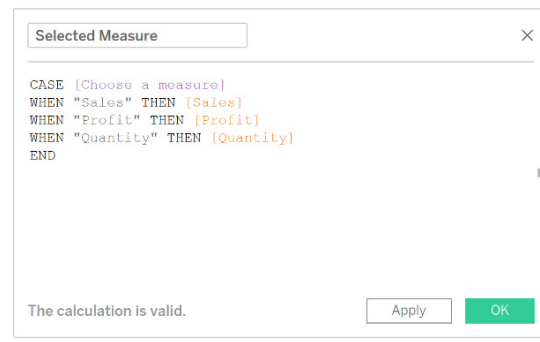 Selected Measure
CASE [Choose a measure]
WHEN "Sales" THEN [Sales]
WHEN "Profit" THEN [Profit]
WHEN "Quantity" THEN [Quantity]
END
The calculation is valid.
Apply
OK